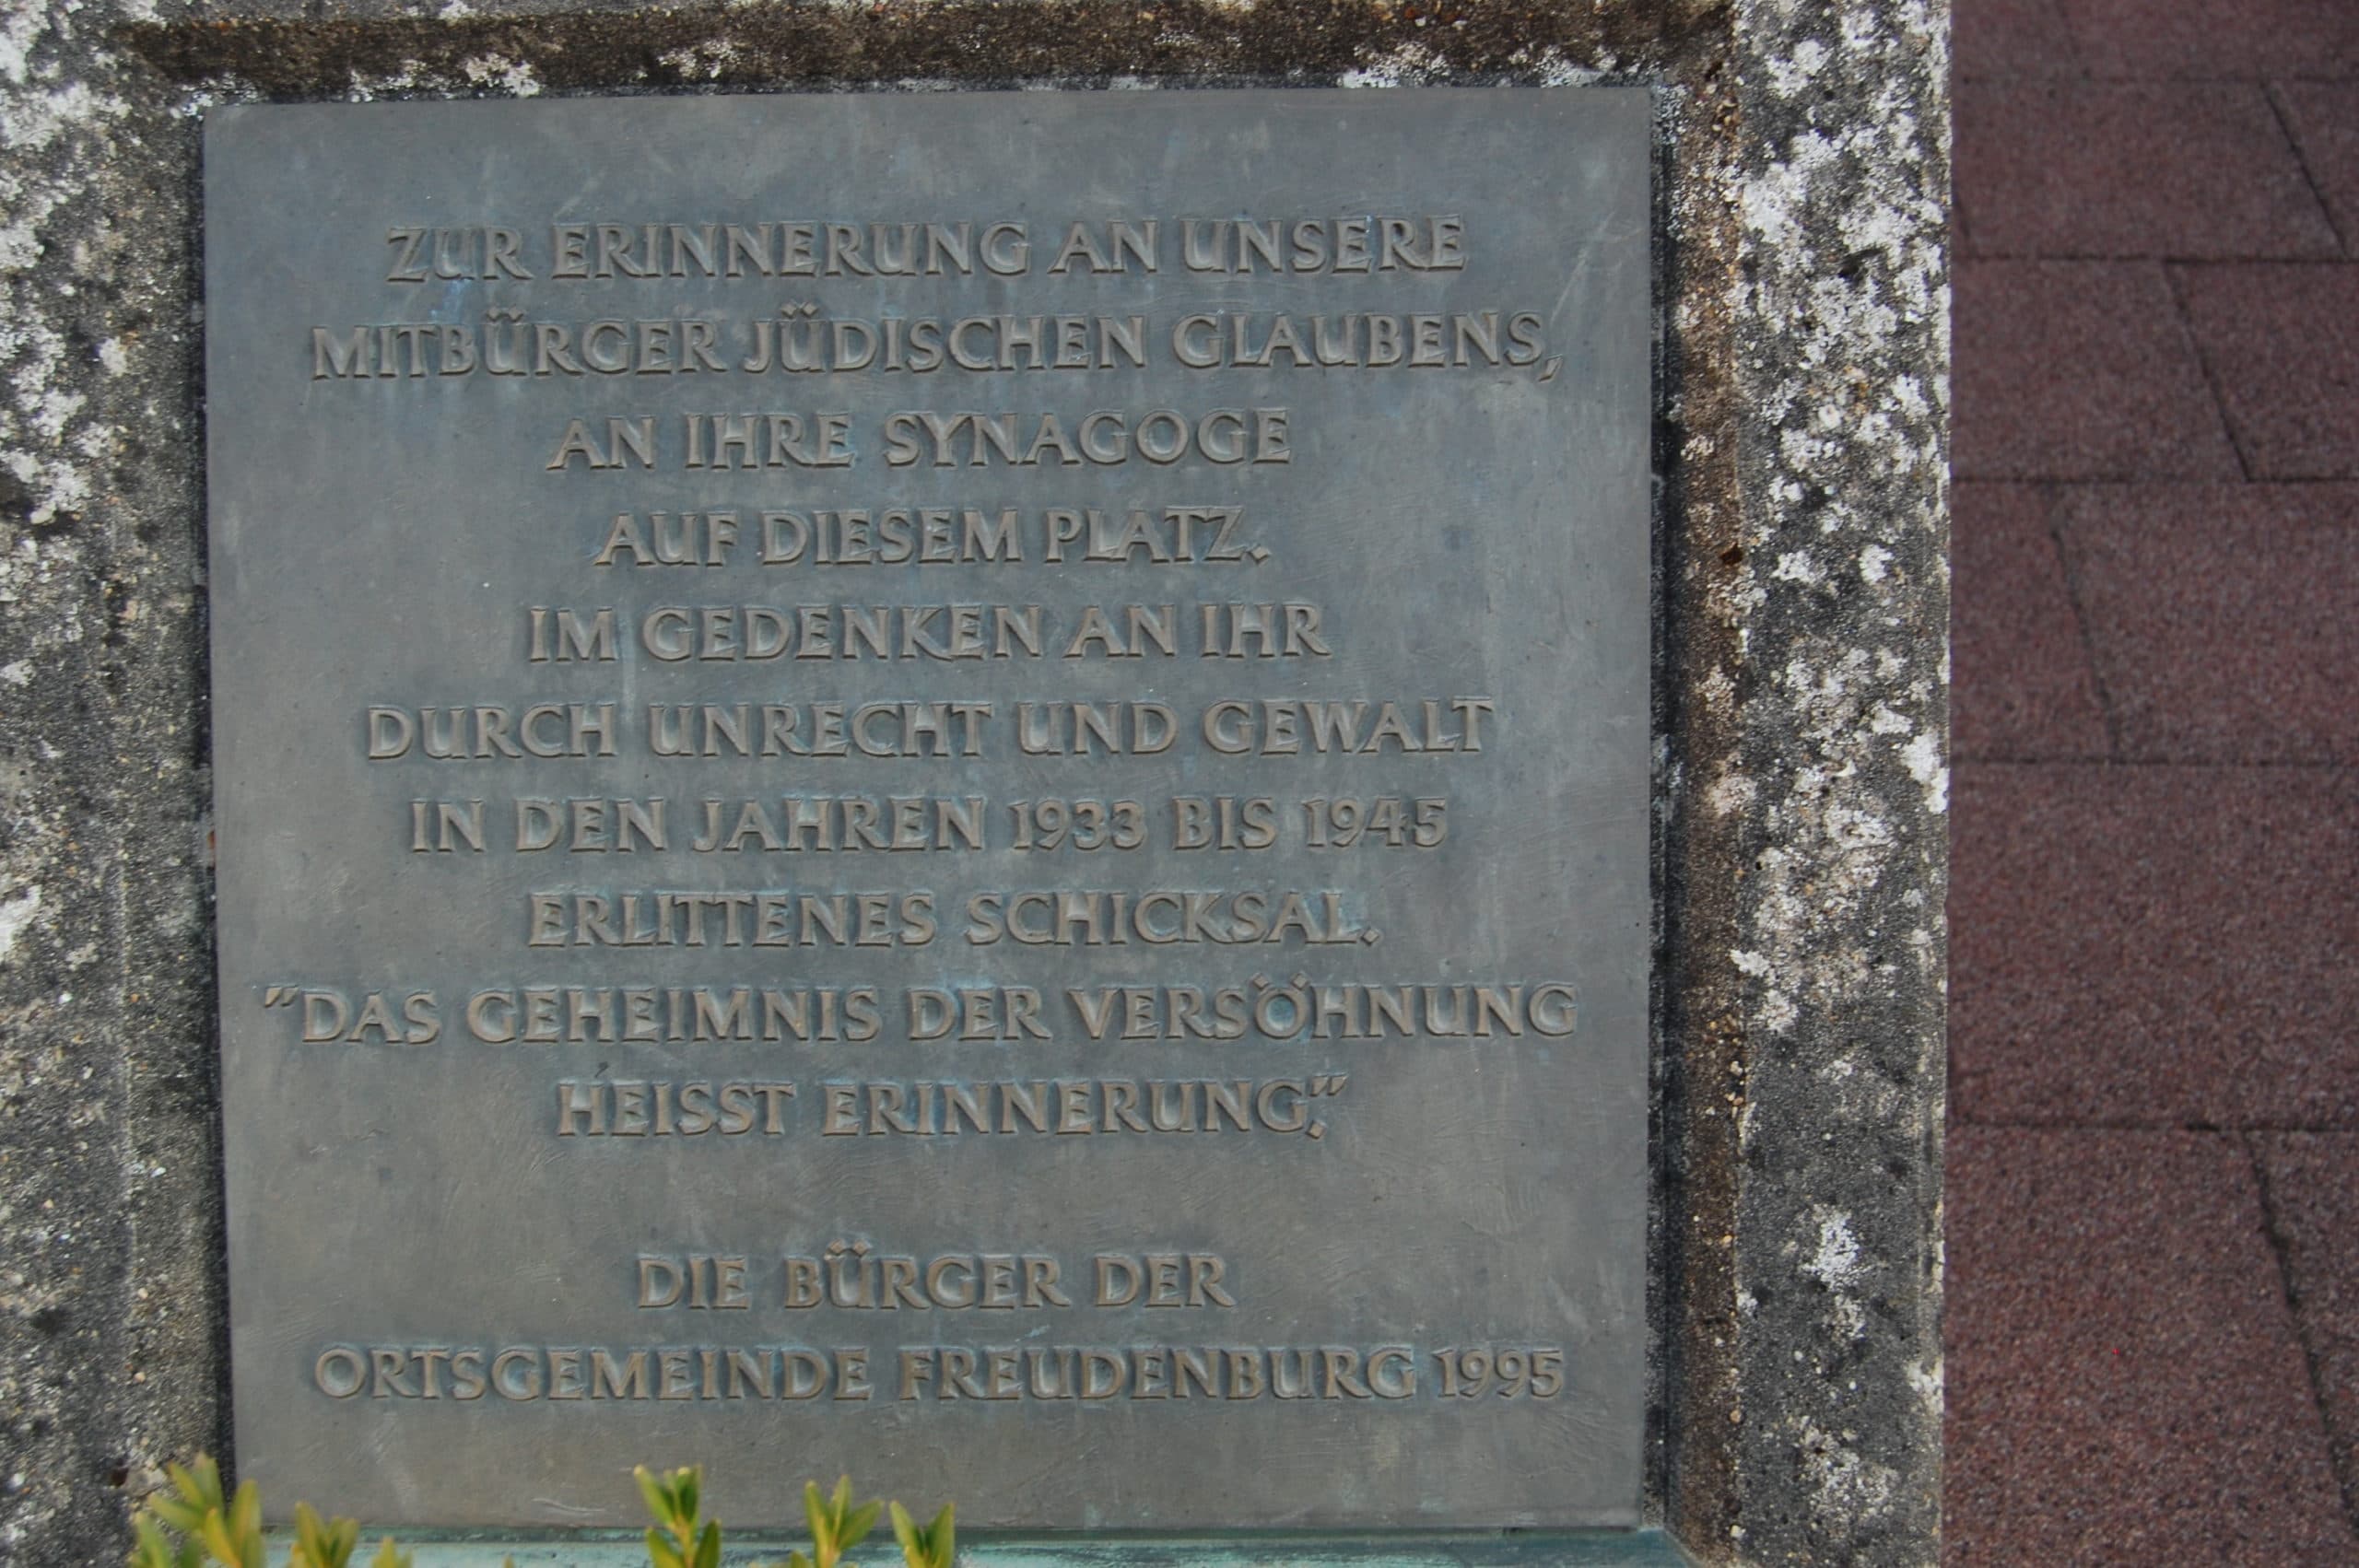 ZUR ERINNERUNG AN UNSERE
MITBÜRGER JÜDISCHEN GLAUBENS,
AN IHRE SYNAGOGE
AUF DIESEM PLATZ.
IM GEDENKEN AN IHR
DURCH UNRECHT UND GEWALT
IN DEN JAHREN 1933 BIS 1945
ERLITTENES SCHICKSAL.
"DAS GEHEIMNIS DER VERSÖHNUNG
HEISST ERINNERUNG."
DIE BÜRGER DER
ORTSGEMEINDE FREUDENBURG 1995